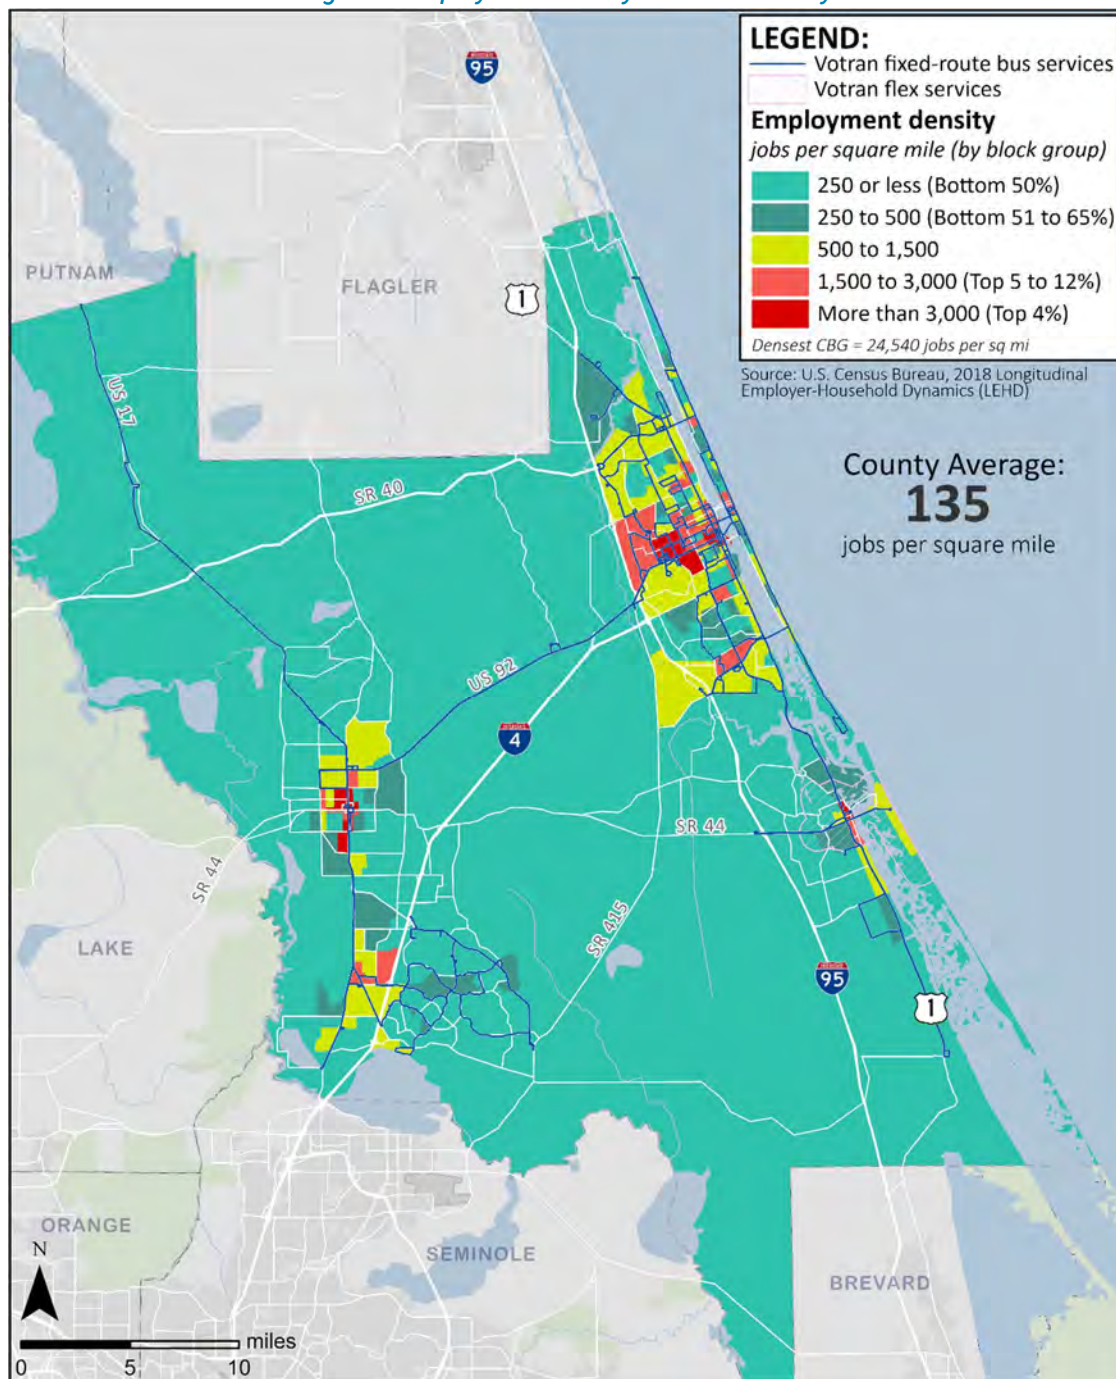 LEGEND:
Votran fixed-route bus services
Votran flex services
Employment density
jobs per square mile (by block group)
250 or less (Bottom 50%)
250 to 500 (Bottom 51 to 65%)
500 to 1,500
1,500 to 3,000 (Top 5 to 12%)
More than 3,000 (Top 4%)
Densest CBG = 24,540 jobs per sq mi
Source: U.S. Census Bureau, 2018 Longitudinal
Employer-Household Dynamics (LEHD)
County Average:
135
jobs per square mile
95
PUTNAM
FLAGLER
1
US 17
SR 40
US 92
4
SR 44
SR 44
SR 415
LAKE
95
1
ORANGE
SEMINOLE
BREVARD
N
miles
0 5 10